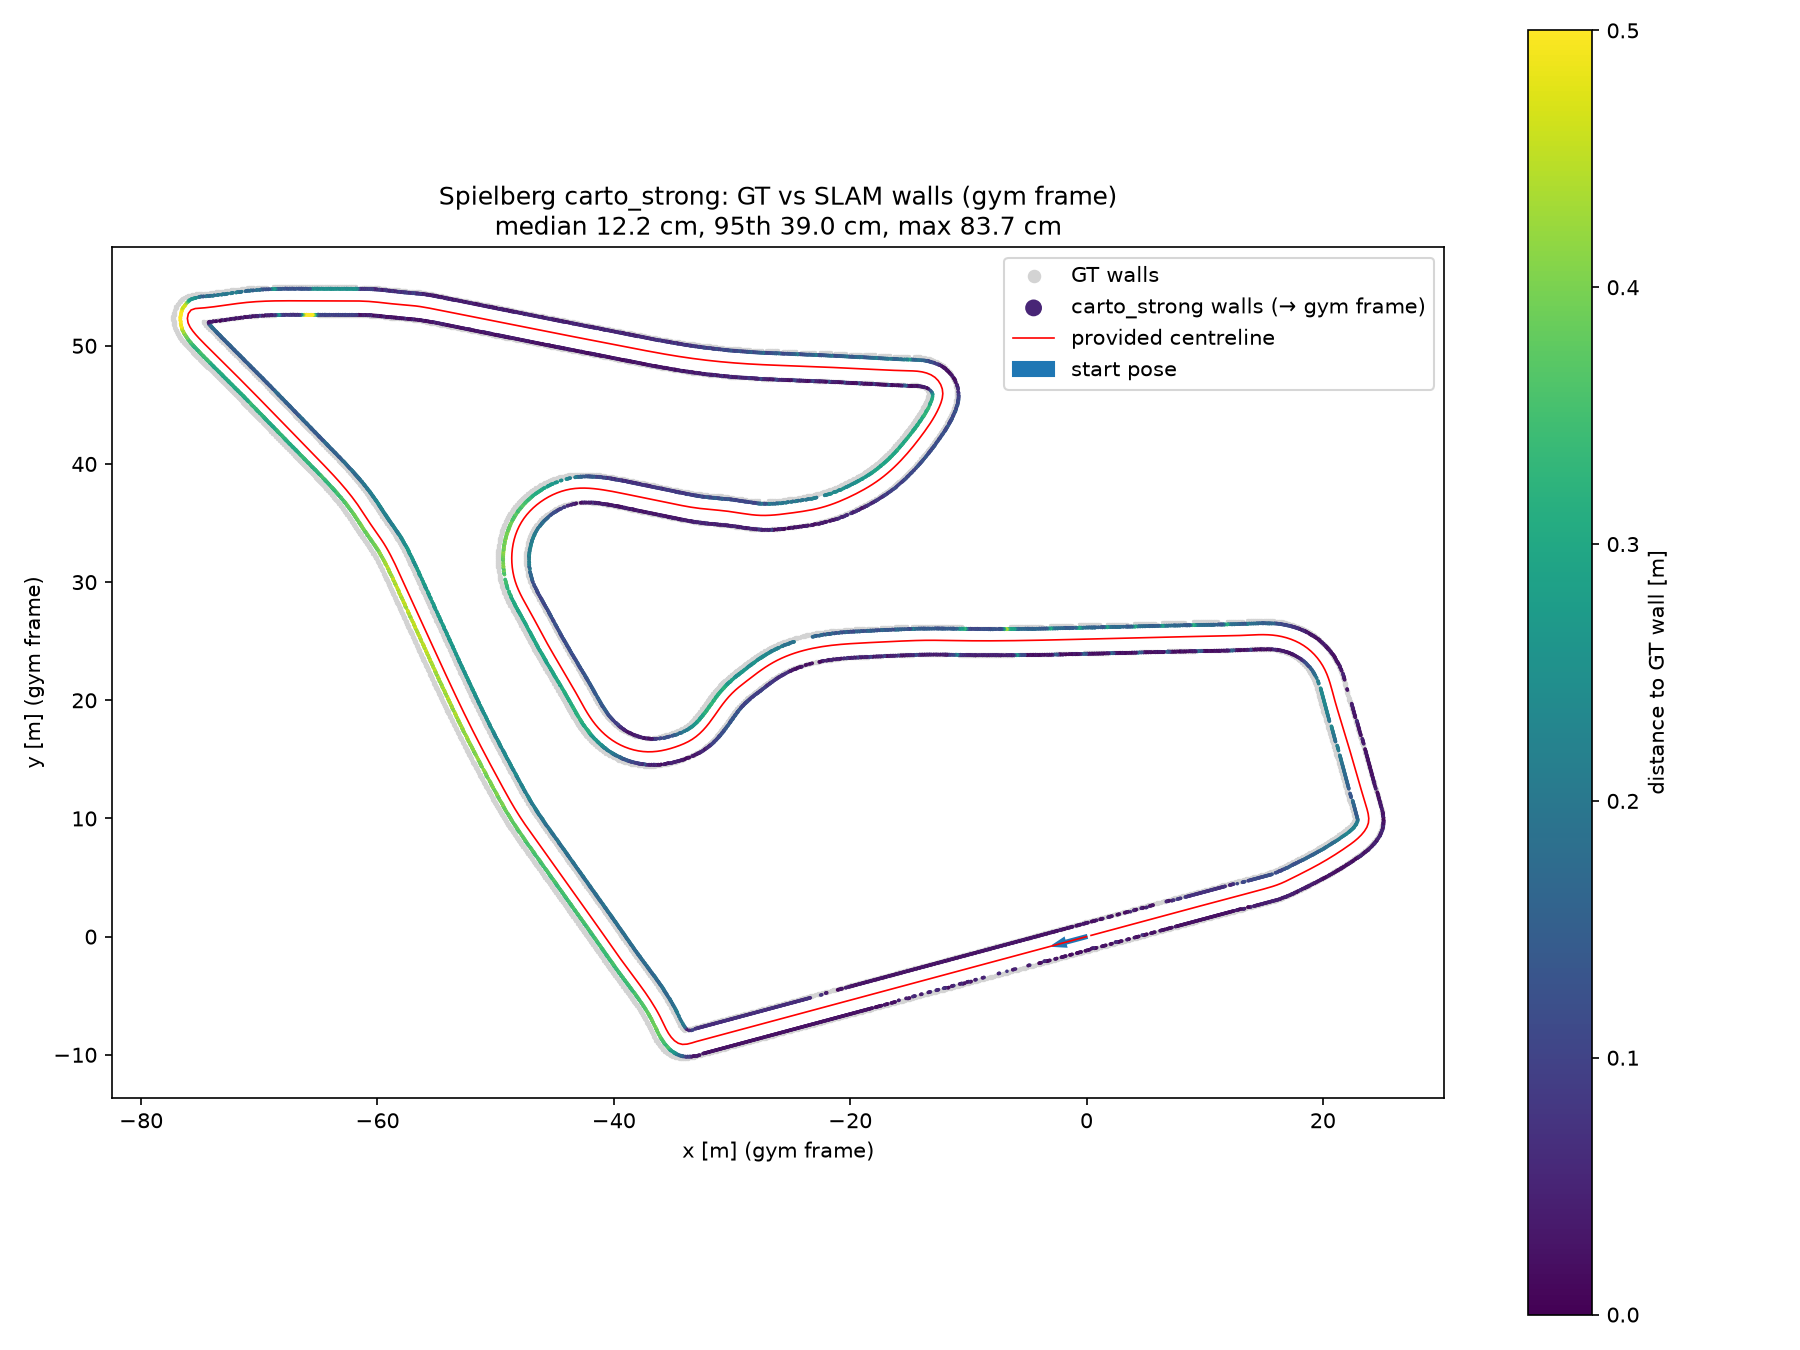 Spielberg carto_strong: GT vs SLAM walls (gym frame)
median 12.2 cm, 95th 39.0 cm, max 83.7 cm
GT walls
carto_strong walls (→ gym frame)
provided centreline
start pose
y [m] (gym frame)
50
40
30
20
10
0
−10
−80
−60
−40
−20
0
20
x [m] (gym frame)
0.5
0.4
0.3
0.2
0.1
0.0
distance to GT wall [m]